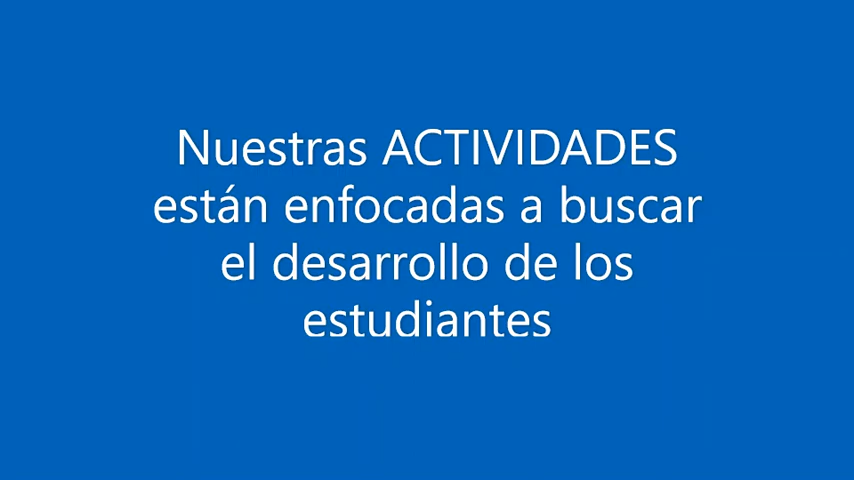 Nuestras ACTIVIDADES
están enfocadas a buscar
el desarrollo de los
estudiantes